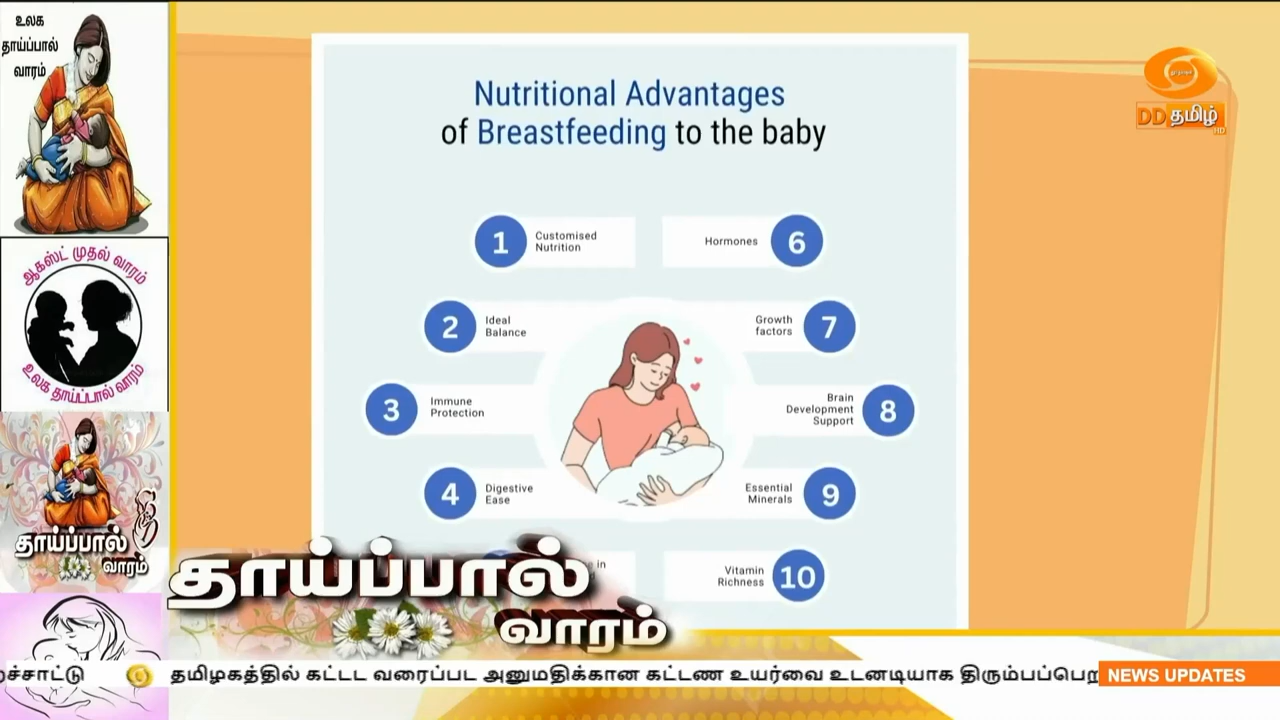 உலக
தாய்ப்பால்
வாரம்
ஆகஸ்ட் முதல் வாரம்
உலக தாய்ப்பால் வாரம்
தாய்ப்பால்
வாரம்
Nutritional Advantages
of Breastfeeding to the baby
1 Customised
Nutrition
2 Ideal
Balance
3 Immune
Protection
4 Digestive
Ease
in
Hormones 6
Growth
factors 7
Brain
Development
Support 8
Essential
Minerals 9
Vitamin
Richness 10
DD தமிழ்
HD
தாய்ப்பால்
வாரம்
தமிழகத்தில் கட்டட வரைப்பட அனுமதிக்கான கட்டண உயர்வை உடனடியாக திரும்பப்பெற
NEWS UPDATES